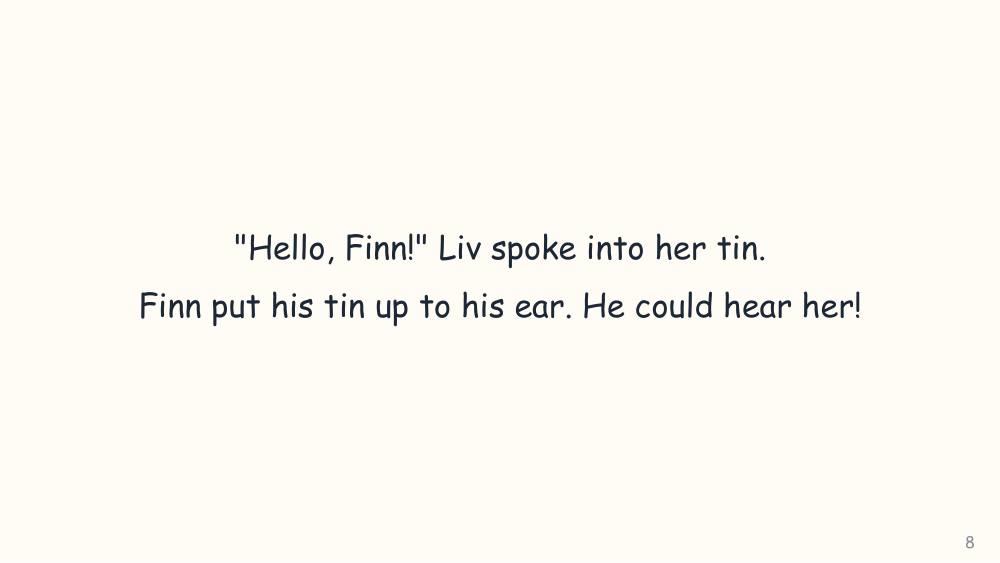 "Hello, Finn!" Liv spoke into her tin.
Finn put his tin up to his ear. He could hear her!
8